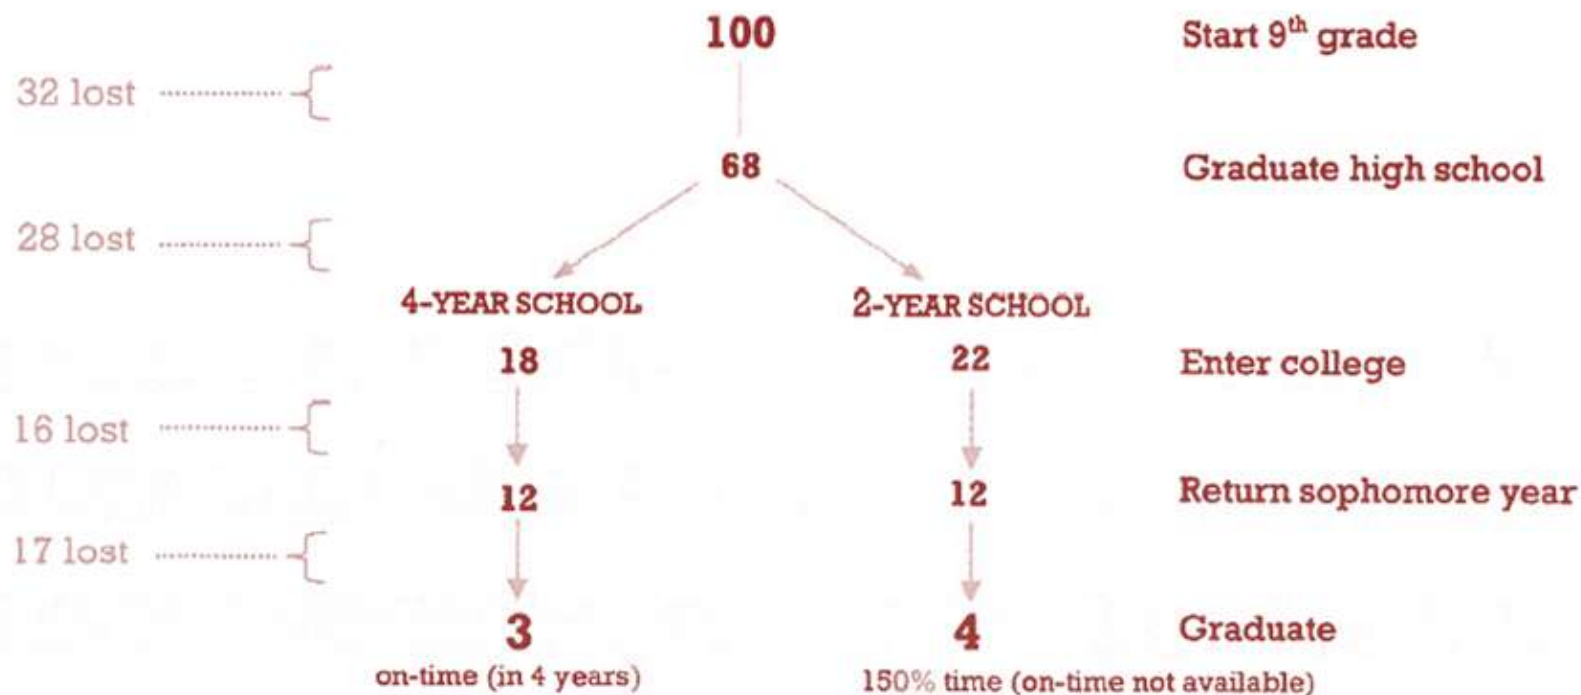 100 Start 9th grade
32 lost
68 Graduate high school
28 lost
4-YEAR SCHOOL 2-YEAR SCHOOL
18 22 Enter college
16 lost
12 12 Return sophomore year
17 lost
3 4 Graduate
on-time (in 4 years) 150% time (on-time not available)